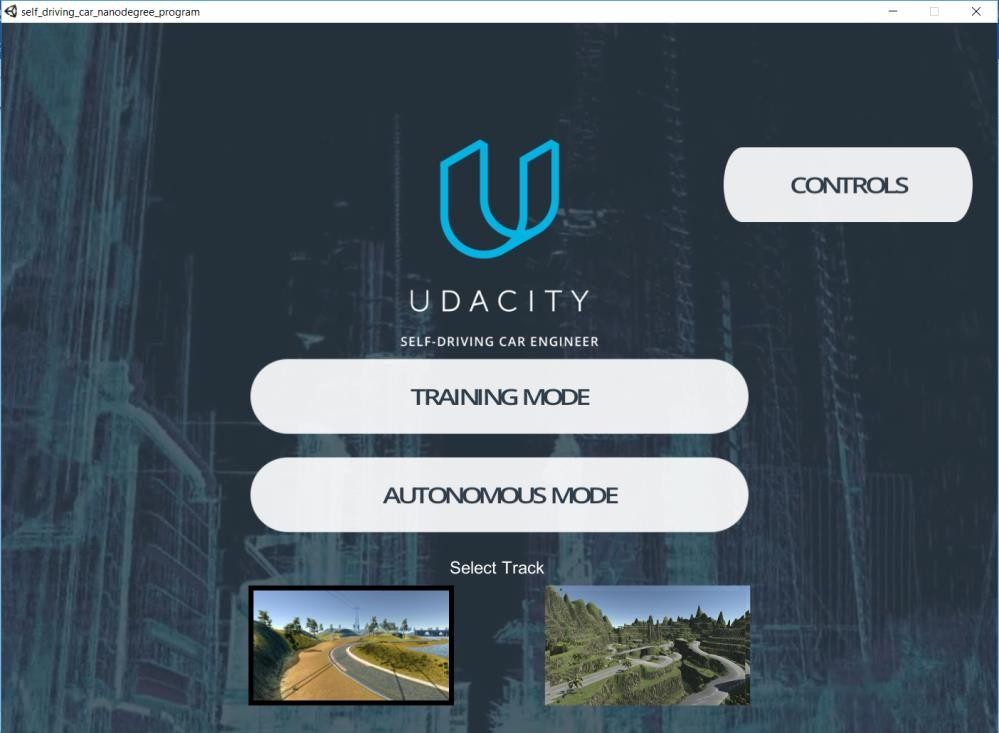 self_driving_car_nanodegree_program
CONTROLS
UDACITY
SELF-DRIVING CAR ENGINEER
TRAINING MODE
AUTONOMOUS MODE
Select Track